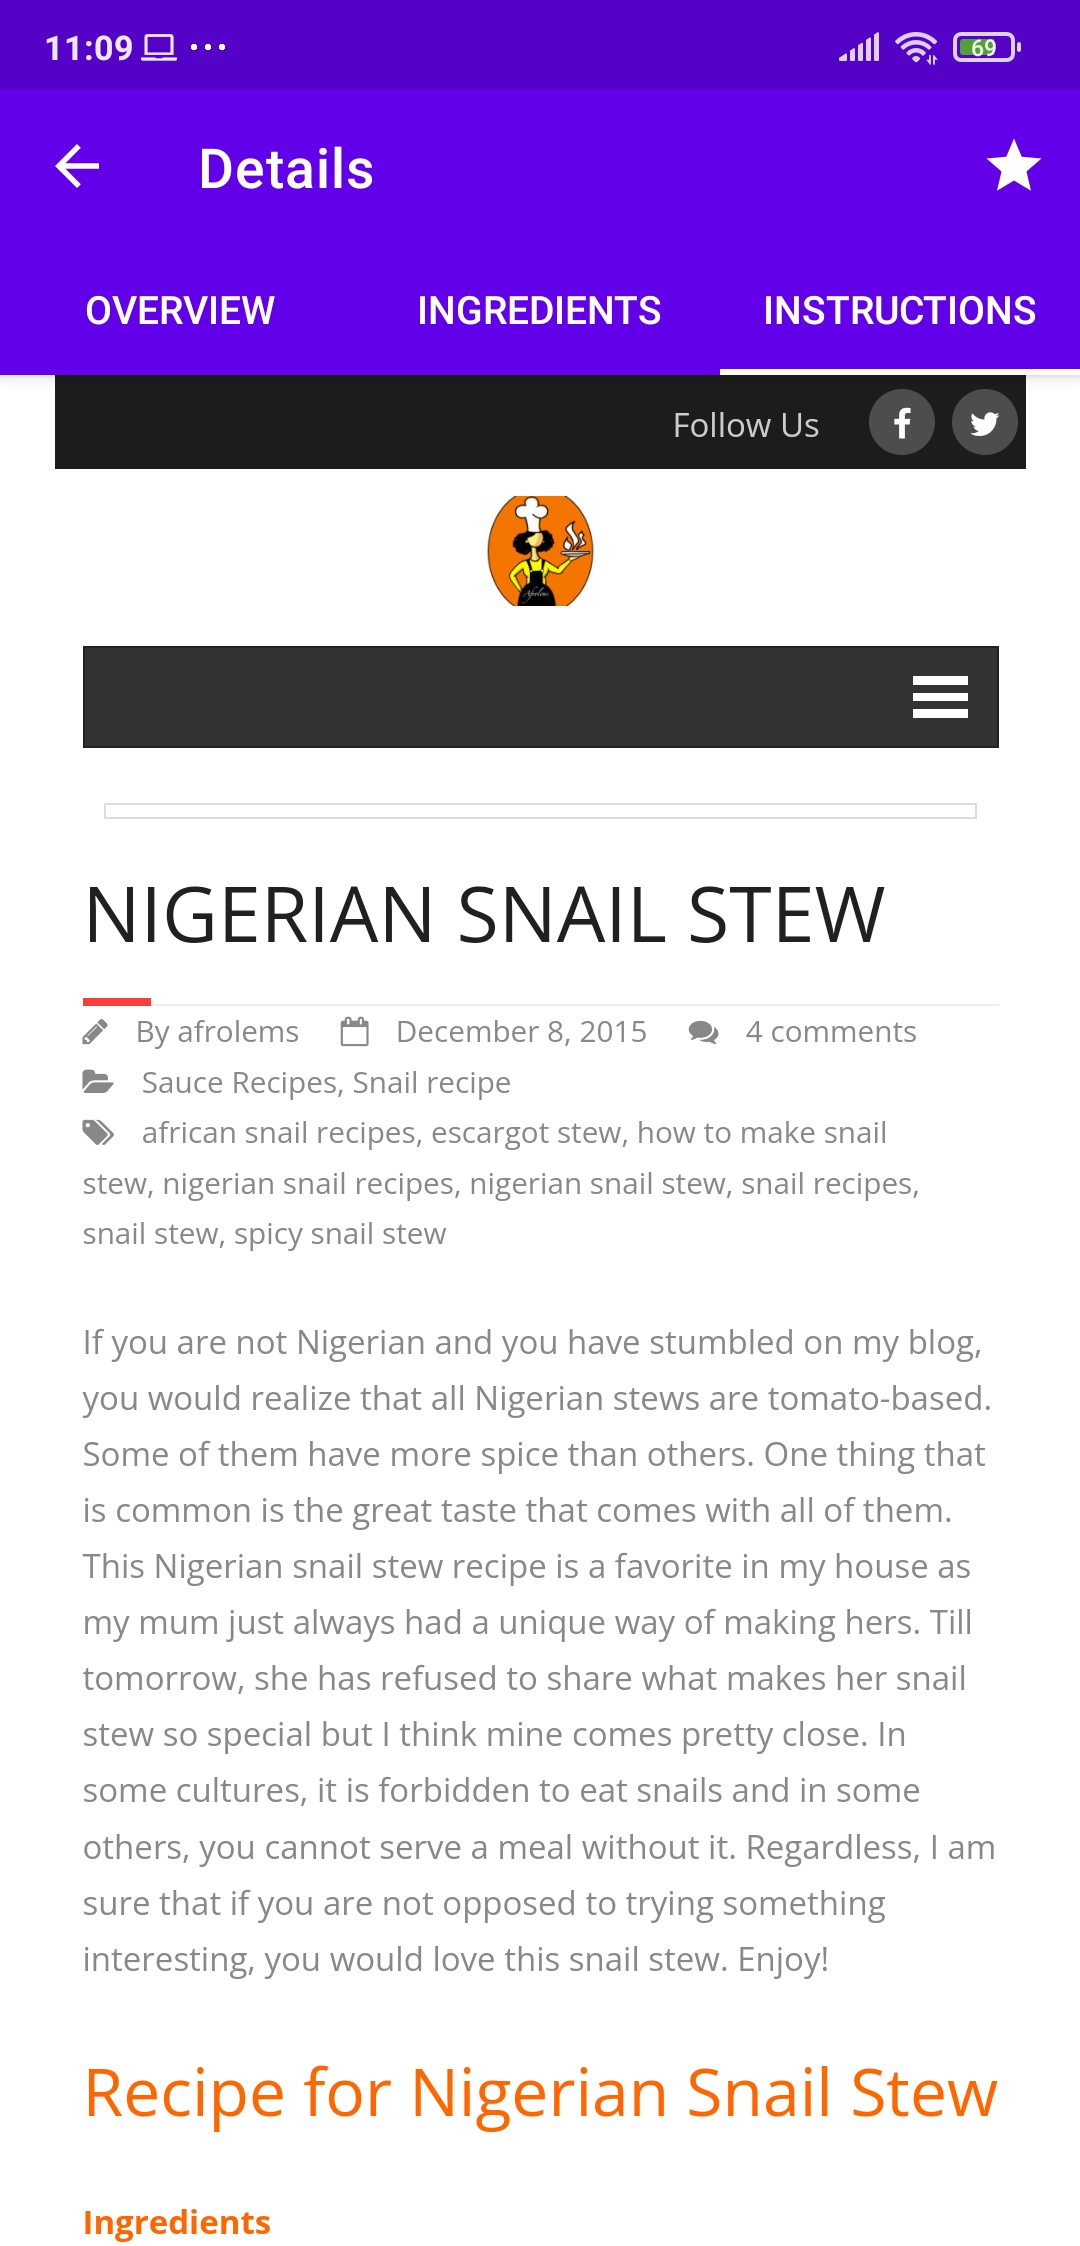 11:09
69
Details
OVERVIEW INGREDIENTS INSTRUCTIONS
Follow Us
Afrolems
NIGERIAN SNAIL STEW
By afrolems December 8, 2015 4 comments
Sauce Recipes, Snail recipe
african snail recipes, escargot stew, how to make snail
stew, nigerian snail recipes, nigerian snail stew, snail recipes,
snail stew, spicy snail stew
If you are not Nigerian and you have stumbled on my blog,
you would realize that all Nigerian stews are tomato-based.
Some of them have more spice than others. One thing that
is common is the great taste that comes with all of them.
This Nigerian snail stew recipe is a favorite in my house as
my mum just always had a unique way of making hers. Till
tomorrow, she has refused to share what makes her snail
stew so special but I think mine comes pretty close. In
some cultures, it is forbidden to eat snails and in some
others, you cannot serve a meal without it. Regardless, I am
sure that if you are not opposed to trying something
interesting, you would love this snail stew. Enjoy!
Recipe for Nigerian Snail Stew
Ingredients